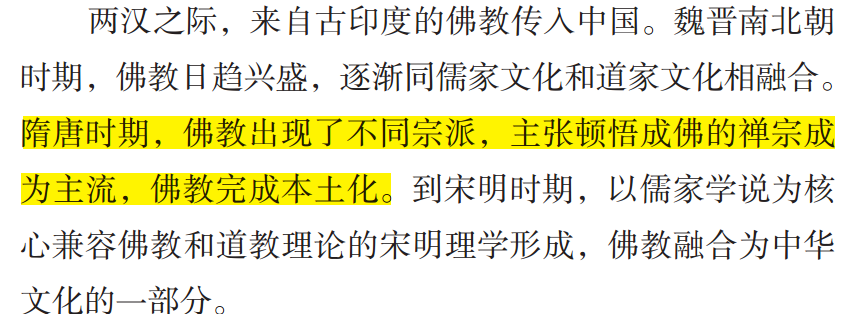 两汉之际，来自古印度的佛教传入中国。魏晋南北朝
时期，佛教日趋兴盛，逐渐同儒家文化和道家文化相融合。
隋唐时期，佛教出现了不同宗派，主张顿悟成佛的禅宗成
为主流，佛教完成本土化。到宋明时期，以儒家学说为核
心兼容佛教和道教理论的宋明理学形成，佛教融合为中华
文化的一部分。